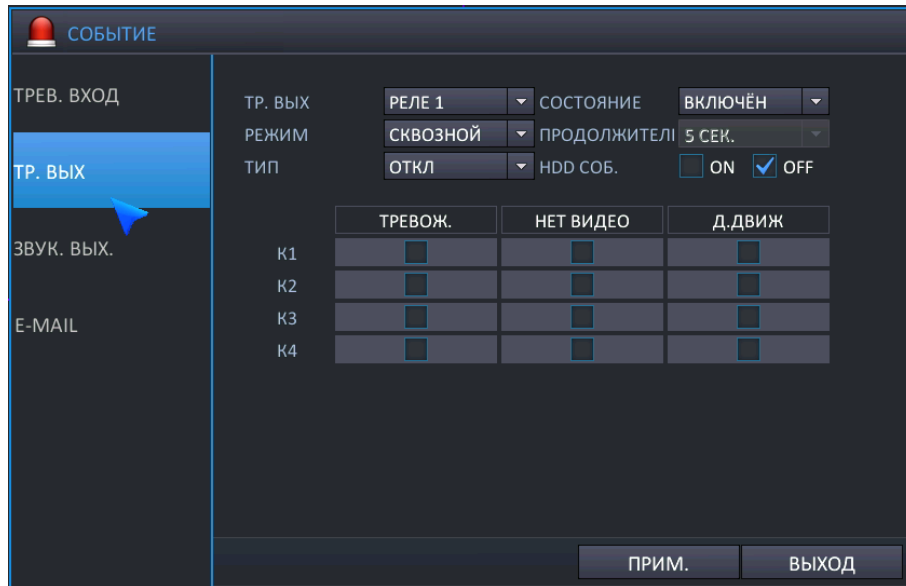 СОБЫТИЕ
ТРЕВ. ВХОД
ТР. ВЫХ
ЗВУК. ВЫХ.
E-MAIL
ТР. ВЫХ РЕЛЕ 1 СОСТОЯНИЕ ВКЛЮЧЁН
РЕЖИМ СКВОЗНОЙ ПРОДОЛЖИТЕЛІ 5 СЕК.
ТИП ОТКЛ HDD СОБ. ON OFF
ТРЕВОЖ. НЕТ ВИДЕО Д.ДВИЖ
К1
К2
К3
К4
ПРИМ. ВЫХОД